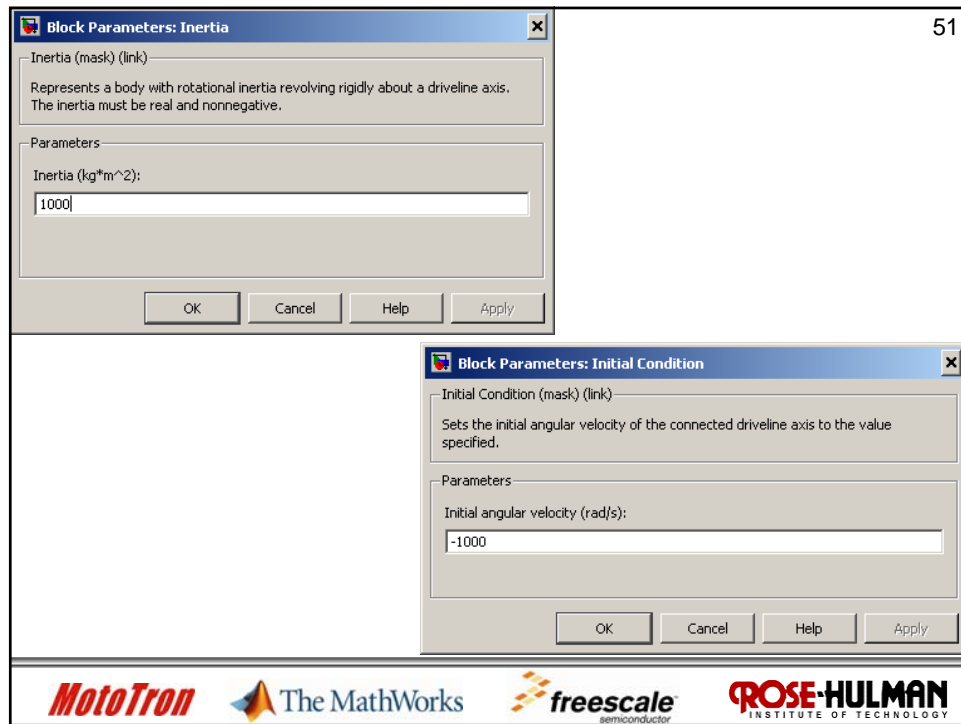 51
Block Parameters: Inertia
Inertia (mask) (link)
Represents a body with rotational inertia revolving rigidly about a driveline axis.
The inertia must be real and nonnegative.
Parameters
Inertia (kg*m^2):
1000
OK Cancel Help Apply
Block Parameters: Initial Condition
Initial Condition (mask) (link)
Sets the initial angular velocity of the connected driveline axis to the value
specified.
Parameters
Initial angular velocity (rad/s):
-1000
OK Cancel Help Apply
MotoTron The MathWorks freescale ROSE-HULMAN
semiconductor INSTITUTE OF TECHNOLOGY